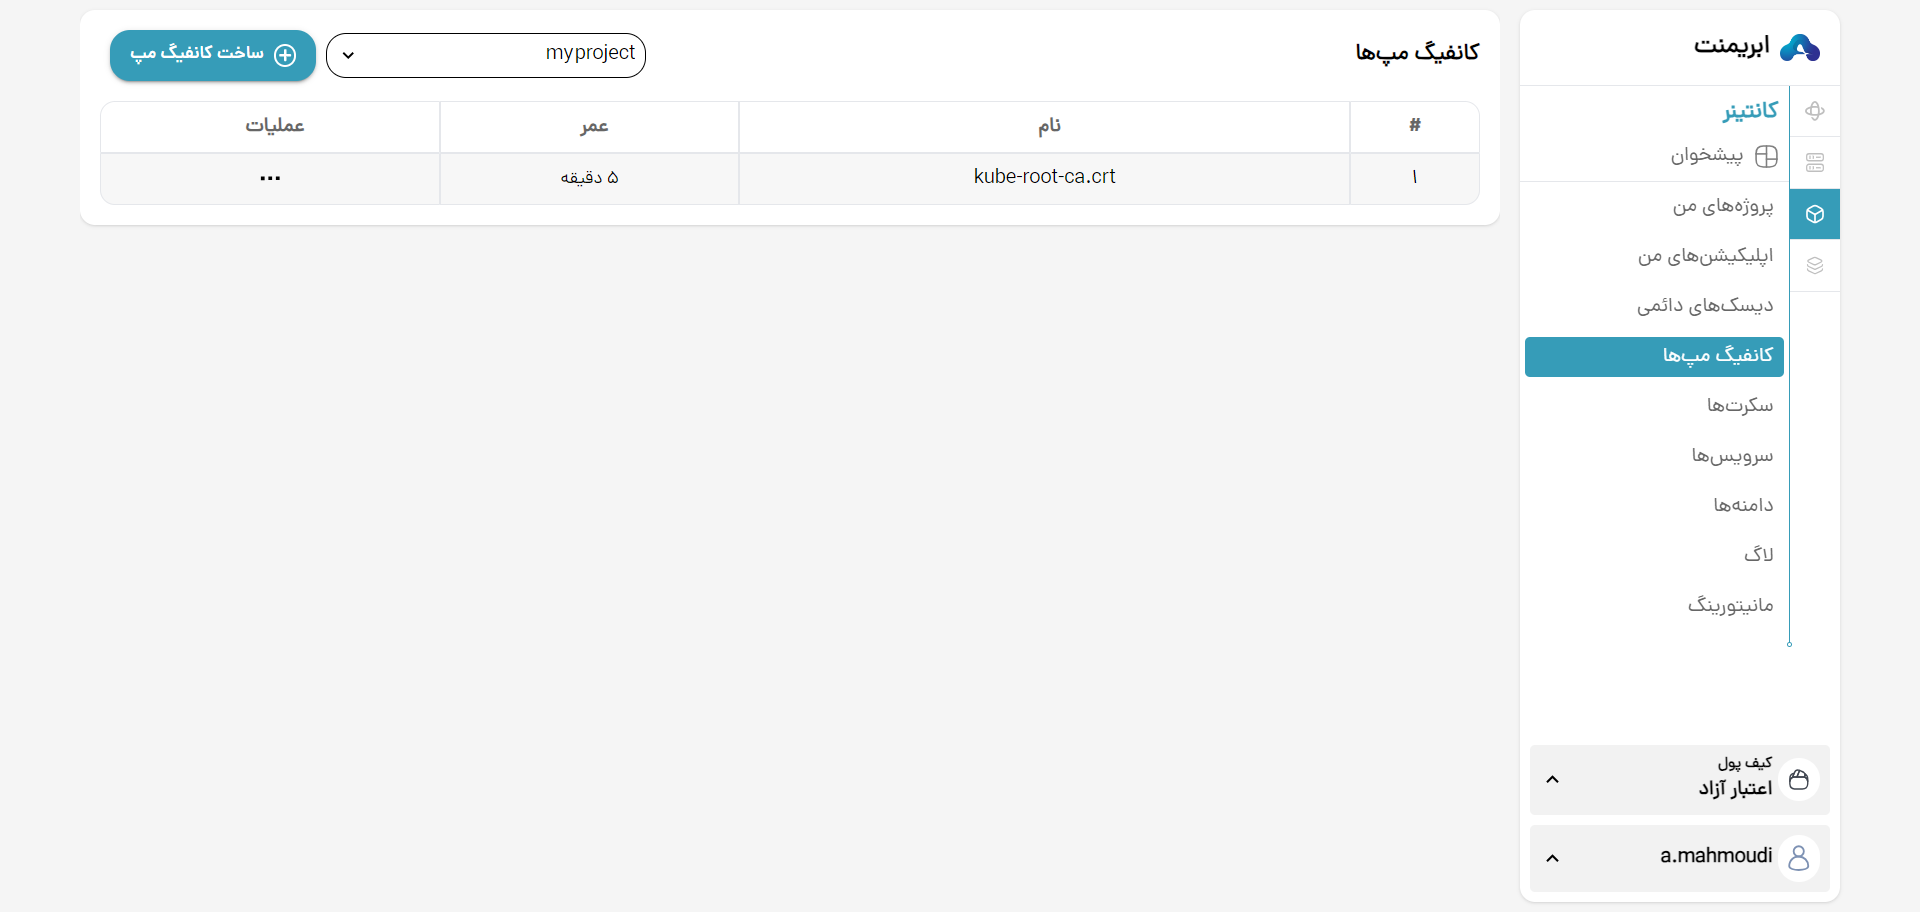 ابریمنت
کانتینر
پیشخوان
پروژه‌های من
اپلیکیشن‌های من
دیسک‌های دائمی
کانفیگ مپ‌ها
سکرت‌ها
سرویس‌ها
دامنه‌ها
لاگ
مانیتورینگ
کیف پول
اعتبار آزاد
a.mahmoudi
کانفیگ مپ‌ها
myproject
ساخت کانفیگ مپ
# نام عمر عملیات
۱ kube-root-ca.crt ۵ دقیقه ...